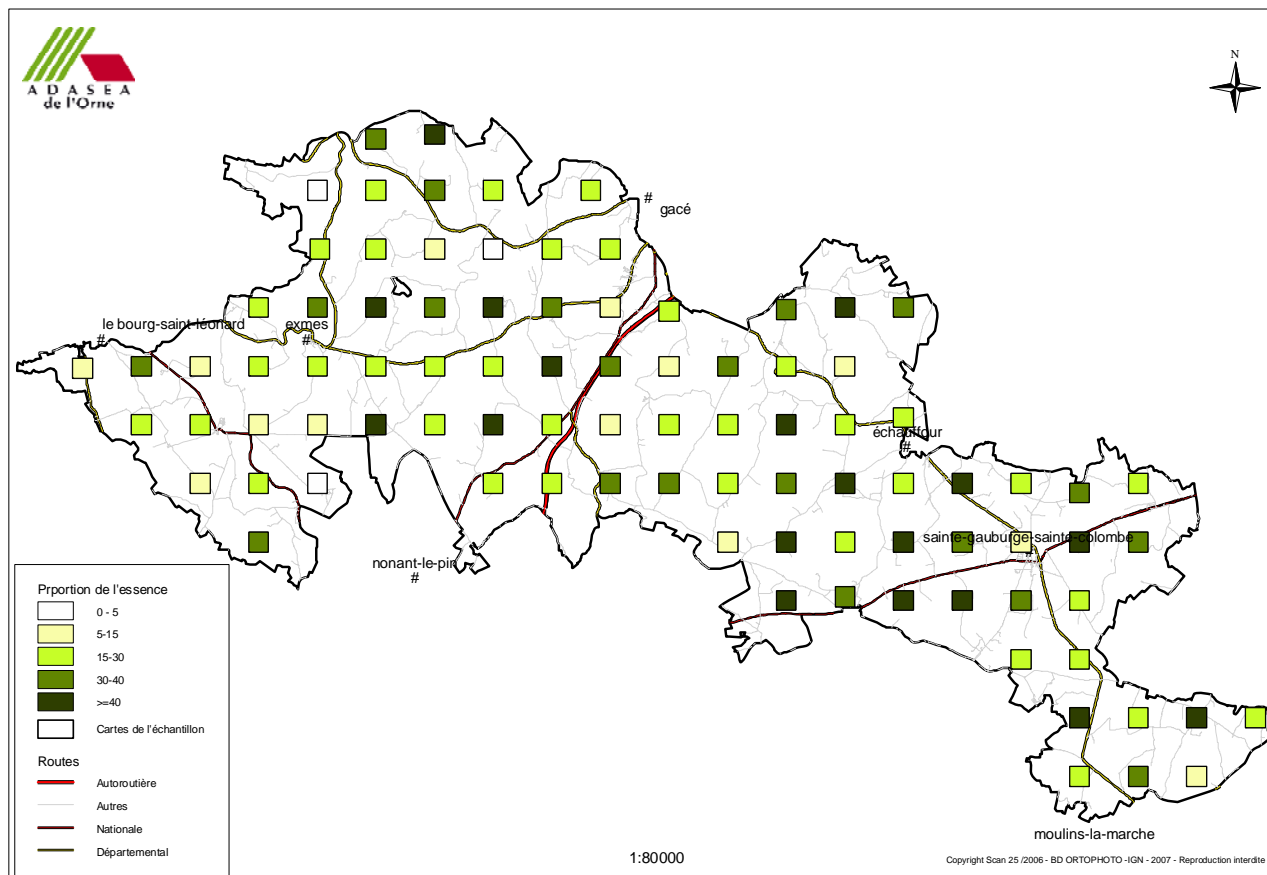 ADASEA
de l'Orne
N
#
gacé
le bourg-saint-léonard
#
exmes
#
échauffour
#
sainte-gauburge-sainte-colombe
#
nonant-le-pin
#
moulins-la-marche
Prportion de l'essence
0 - 5
5-15
15-30
30-40
>=40
Cartes de l'échantillon
Routes
Autoroutière
Autres
Nationale
Départemental
1:80000
Copyright Scan 25 /2006 - BD ORTOPHOTO -IGN - 2007 - Reproduction interdite